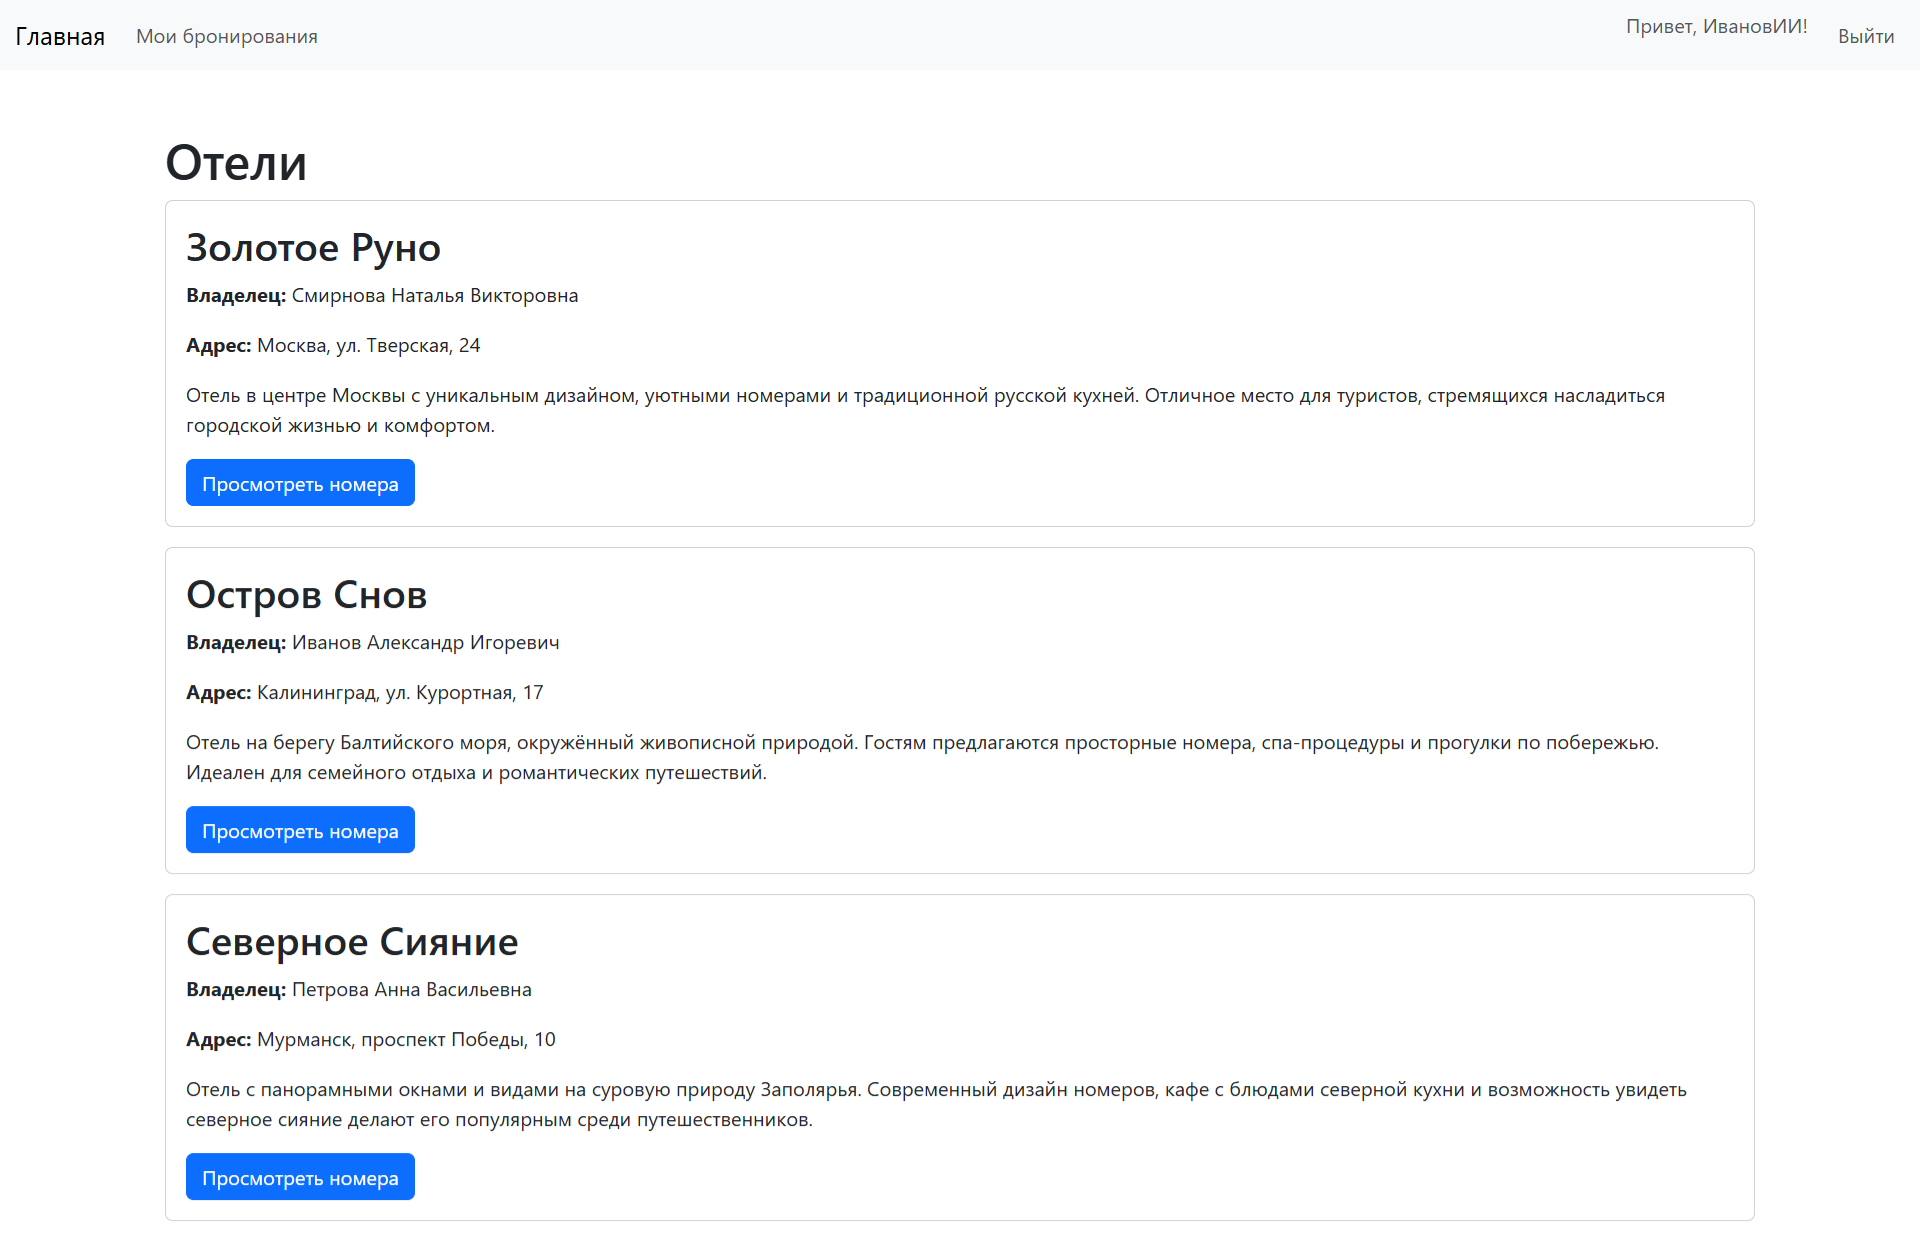 Главная Мои бронирования Привет, ИвановИИ! Выйти
Отели
Золотое Руно
Владелец: Смирнова Наталья Викторовна
Адрес: Москва, ул. Тверская, 24
Отель в центре Москвы с уникальным дизайном, уютными номерами и традиционной русской кухней. Отличное место для туристов, стремящихся насладиться
городской жизнью и комфортом.
Просмотреть номера
Остров Снов
Владелец: Иванов Александр Игоревич
Адрес: Калининград, ул. Курортная, 17
Отель на берегу Балтийского моря, окружённый живописной природой. Гостям предлагаются просторные номера, спа-процедуры и прогулки по побережью.
Идеален для семейного отдыха и романтических путешествий.
Просмотреть номера
Северное Сияние
Владелец: Петрова Анна Васильевна
Адрес: Мурманск, проспект Победы, 10
Отель с панорамными окнами и видами на суровую природу Заполярья. Современный дизайн номеров, кафе с блюдами северной кухни и возможность увидеть
северное сияние делают его популярным среди путешественников.
Просмотреть номера